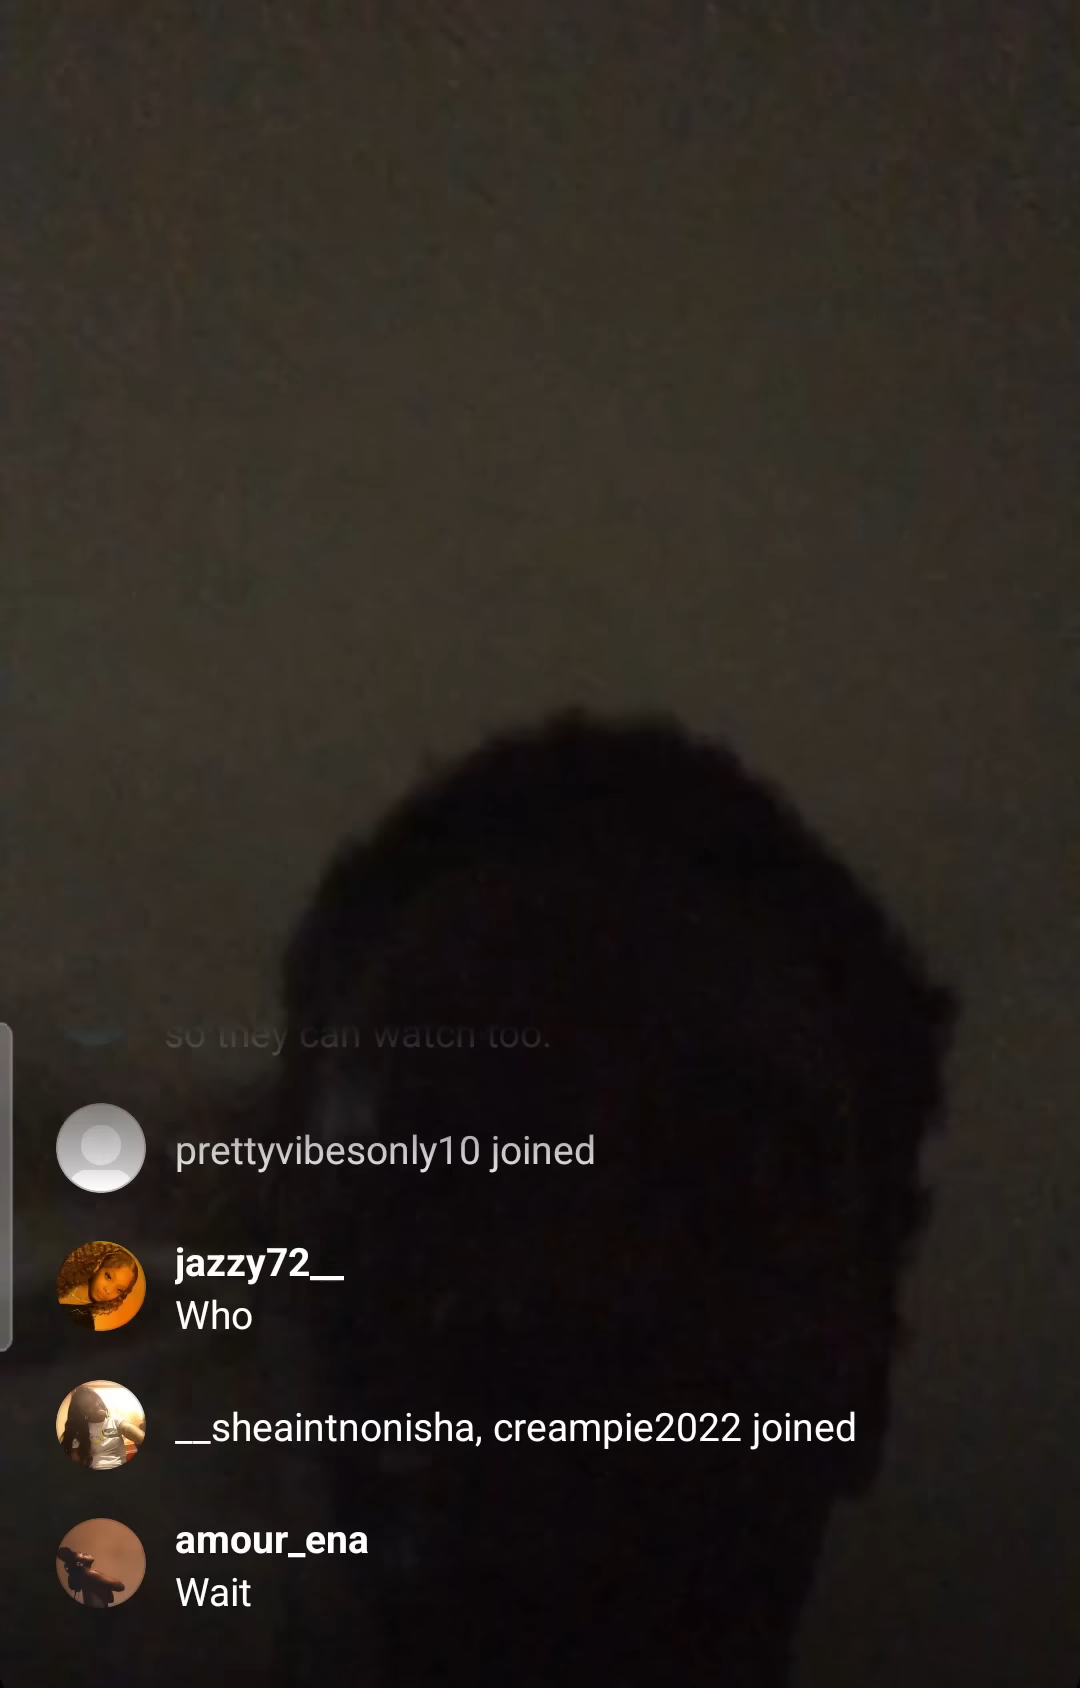 so they can watch too.
prettyvibesonly10 joined
jazzy72__
Who
__sheaintnonisha, creampie2022 joined
amour_ena
Wait